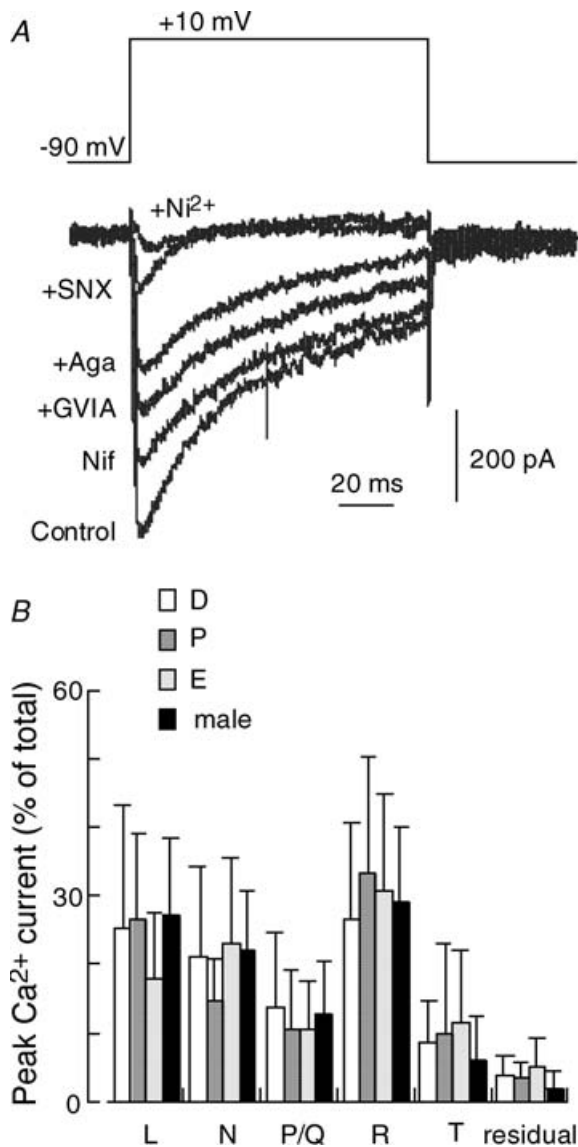 A
+10 mV
-90 mV
+Ni2+
+SNX
+Aga
+GVIA
Nif
Control
200 pA
20 ms
B
D
P
E
male
Peak Ca2+ current (% of total)
60
30
0
L N P/Q R T residual